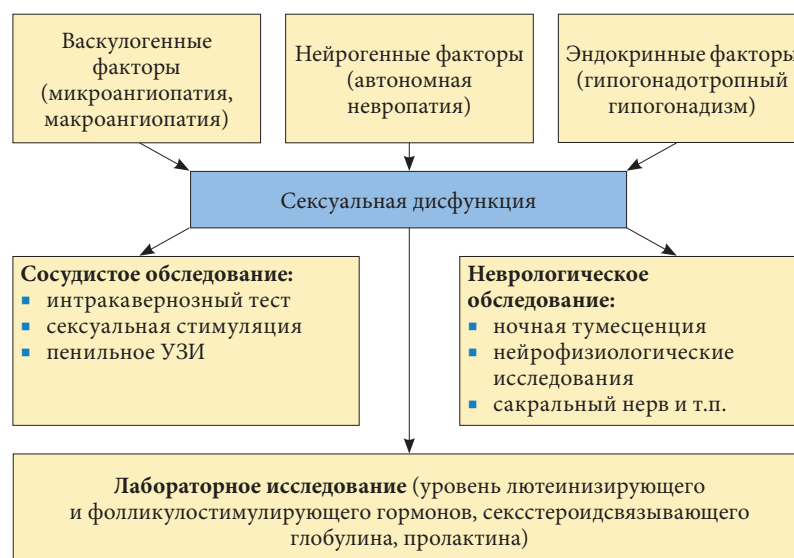 Васкулогенные
факторы
(микроангиопатия,
макроангиопатия)
Нейрогенные факторы
(автономная
невропатия)
Эндокринные факторы
(гипогонадотропный
гипогонадизм)
Сексуальная дисфункция
Сосудистое обследование:
▪ интракавернозный тест
▪ сексуальная стимуляция
▪ пенильное УЗИ
Неврологическое
обследование:
▪ ночная тумесценция
▪ нейрофизиологические
исследования
▪ сакральный нерв и т.п.
Лабораторное исследование (уровень лютеинизирующего
и фолликулостимулирующего гормонов, сексстероидсвязывающего
глобулина, пролактина)